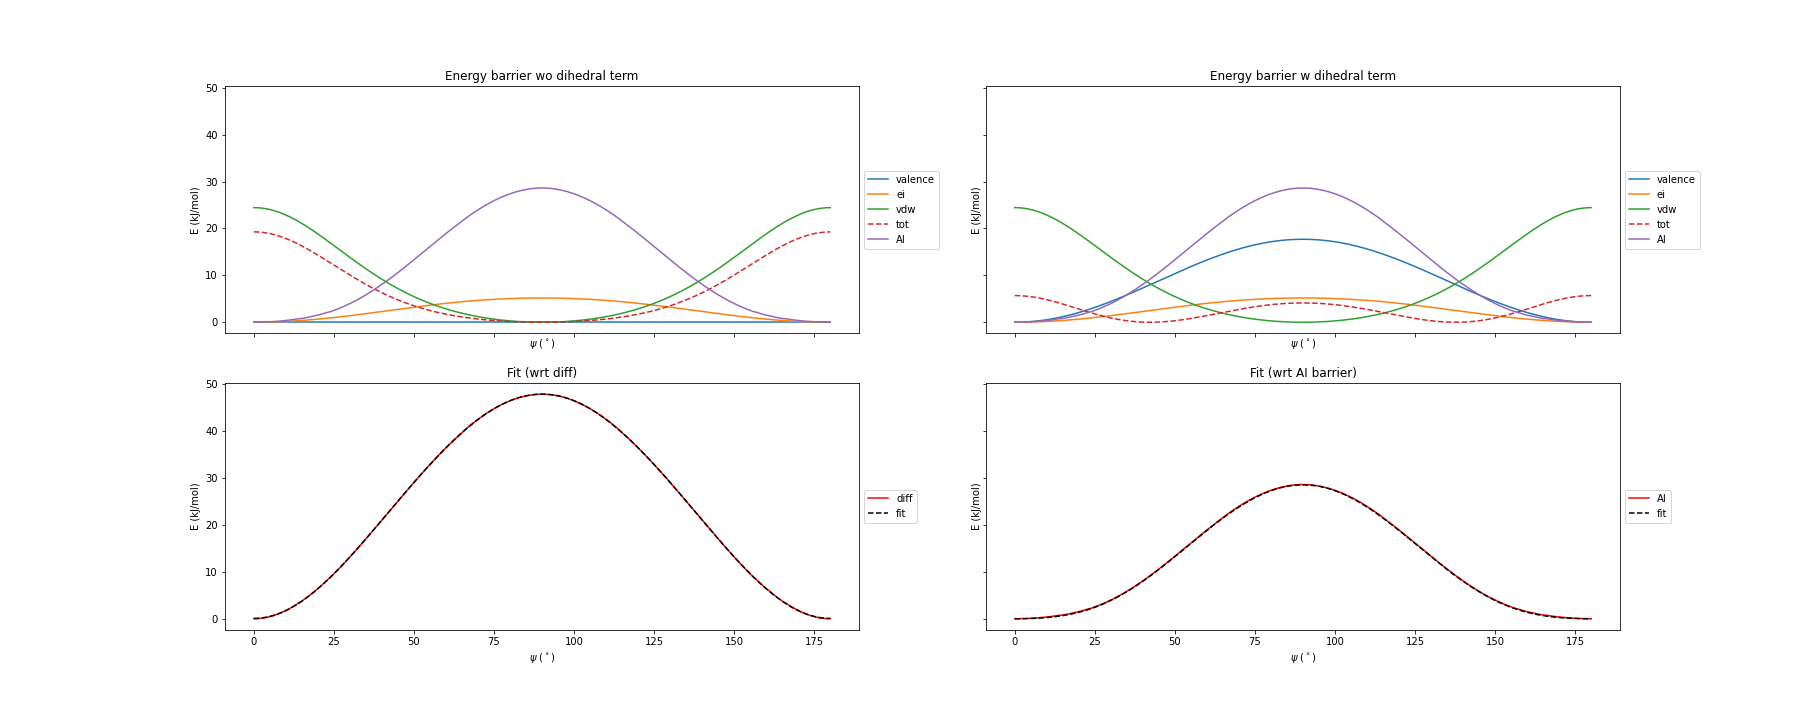 Energy barrier wo dihedral term
50
40
30
20
10
0
E (kJ/mol)
ψ (°)
valence
ei
vdw
tot
AI
Energy barrier w dihedral term
E (kJ/mol)
ψ (°)
valence
ei
vdw
tot
AI
Fit (wrt diff)
50
40
30
20
10
0
E (kJ/mol)
0 25 50 75 100 125 150 175
ψ (°)
diff
fit
Fit (wrt AI barrier)
E (kJ/mol)
0 25 50 75 100 125 150 175
ψ (°)
AI
fit